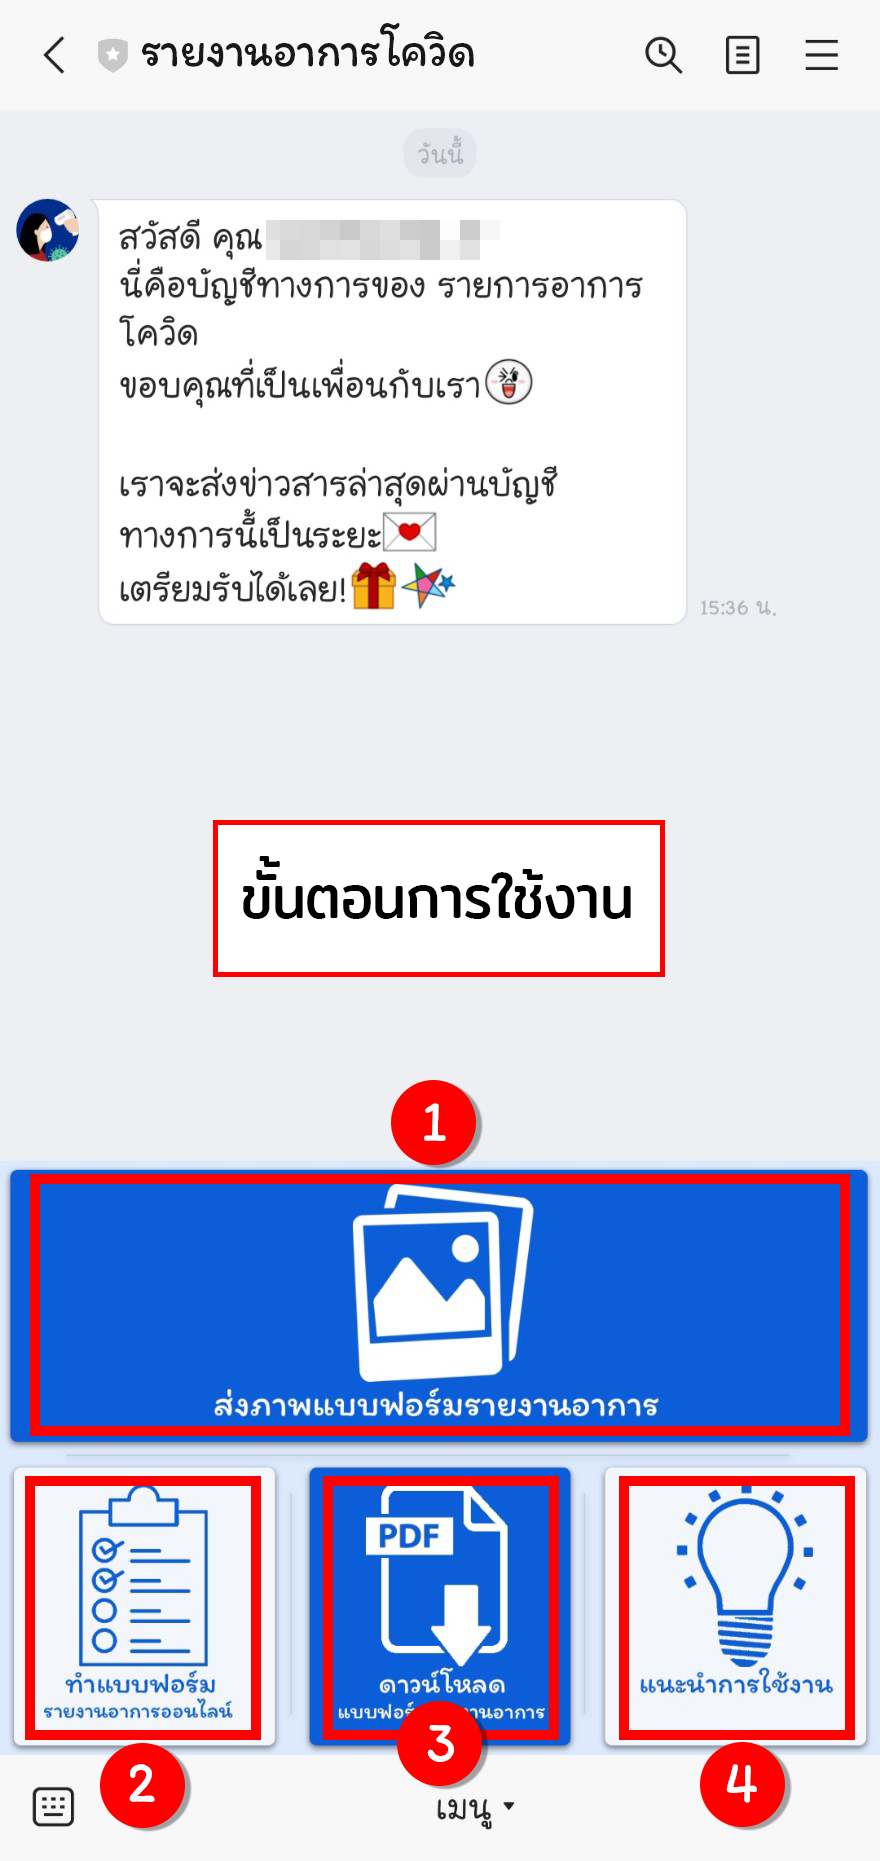 รายงานอาการโควิด
วันนี้
สวัสดี คุณ
นี่คือบัญชีทางการของ รายการอาการ
โควิด
ขอบคุณที่เป็นเพื่อนกับเรา
เราจะส่งข่าวสารล่าสุดผ่านบัญชี
ทางการนี้เป็นระยะ
เตรียมรับได้เลย!
15:36 น.
ขั้นตอนการใช้งาน
1
ส่งภาพแบบฟอร์มรายงานอาการ
PDF
ทำแบบฟอร์ม
รายงานอาการออนไลน์
ดาวน์โหลด
แบบฟอร์ งานอาการ
แนะนำการใช้งาน
2
3
4
เมนู